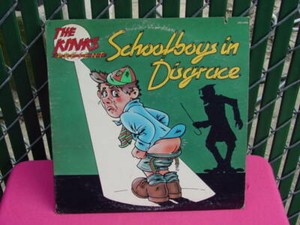 THE
KINKS
Schoolboys in
Disgrace